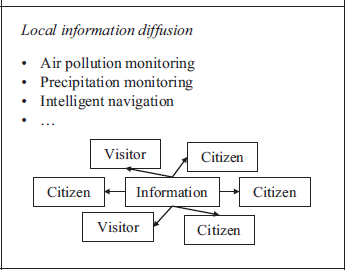 Local information diffusion
• Air pollution monitoring
• Precipitation monitoring
• Intelligent navigation
• …
Visitor
Citizen
Citizen
Information
Citizen
Visitor
Citizen